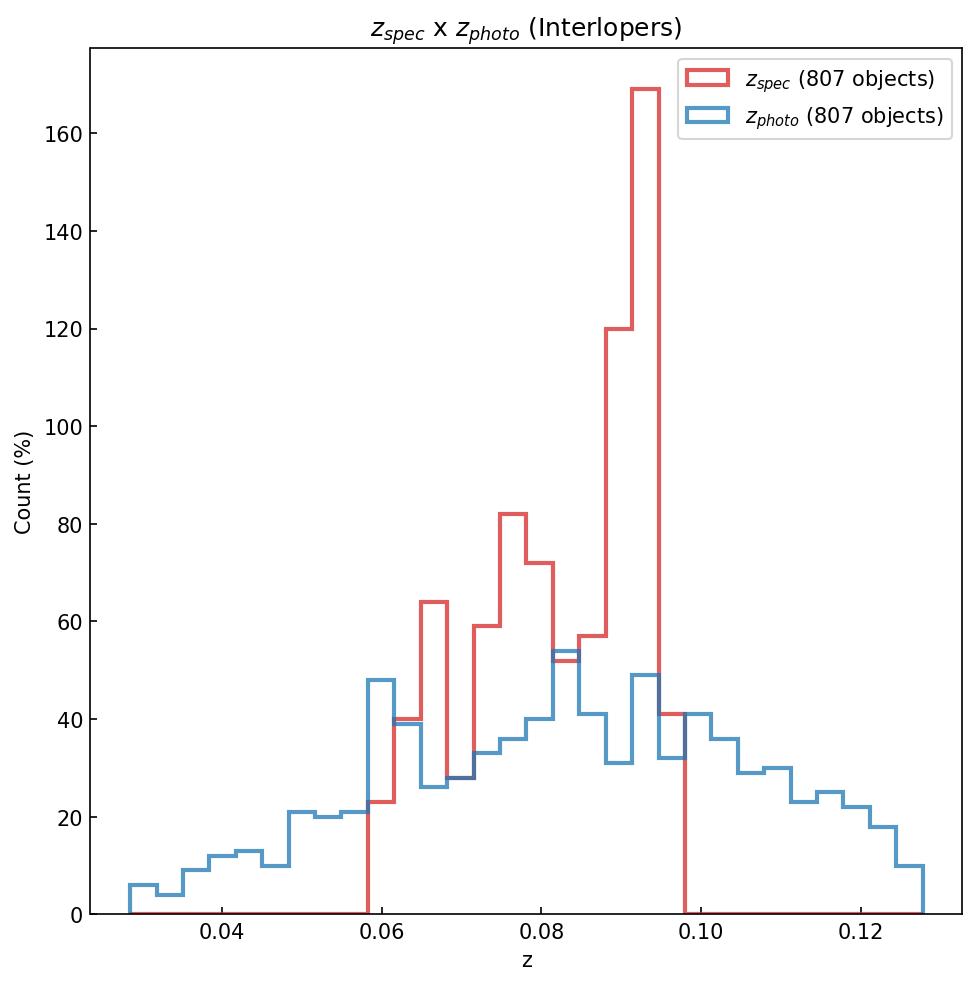 z_spec x z_photo (Interlopers)
z_spec (807 objects)
z_photo (807 objects)
Count (%)
160
140
120
100
80
60
40
20
0
0.04 0.06 0.08 0.10 0.12
z